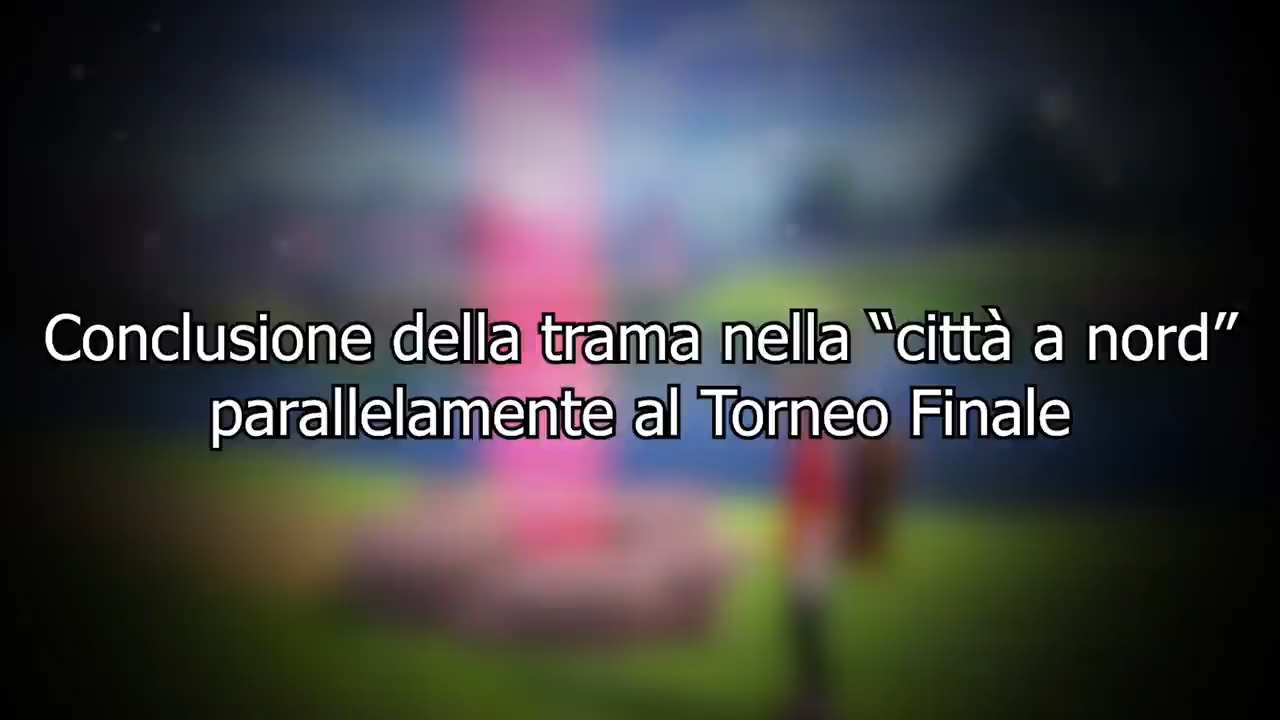 Conclusione della trama nella “città a nord”
parallelamente al Torneo Finale